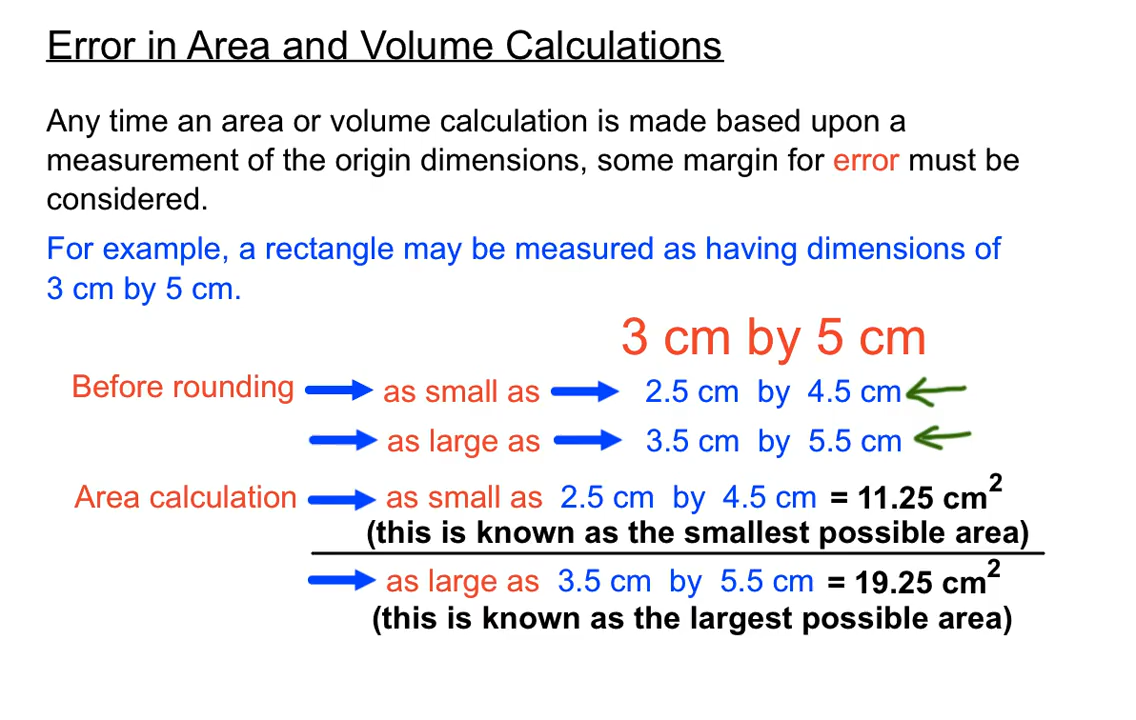 Error in Area and Volume Calculations
Any time an area or volume calculation is made based upon a
measurement of the origin dimensions, some margin for error must be
considered.
For example, a rectangle may be measured as having dimensions of
3 cm by 5 cm.
3 cm by 5 cm
Before rounding as small as 2.5 cm by 4.5 cm
as large as 3.5 cm by 5.5 cm
Area calculation as small as 2.5 cm by 4.5 cm = 11.25 cm²
(this is known as the smallest possible area)
as large as 3.5 cm by 5.5 cm = 19.25 cm²
(this is known as the largest possible area)